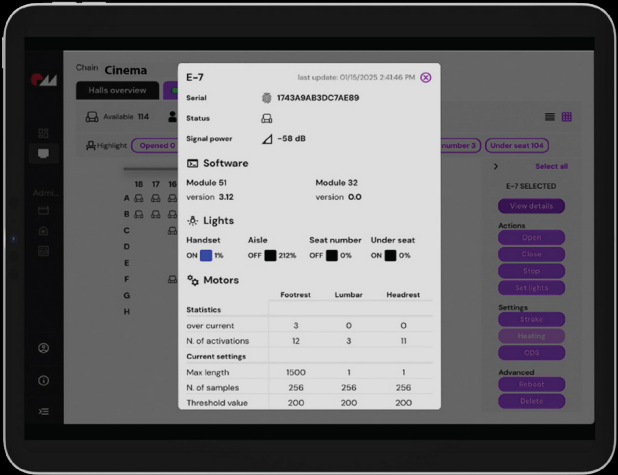 Chain Cinema
Halls overview
Available 114
Highlight
Opened 0
number 3
Under seat 104
18 17 16
A
B
C
D
E
F
G
H
E-7
last update: 01/15/2025 2:41:46 PM
Serial 1743A9AB3DC7AE89
Status
Signal power -58 dB
Software
Module 51 Module 32
version 3.12 version 0.0
Lights
Handset Aisle Seat number Under seat
ON 1% OFF 212% OFF 0% ON 0%
Motors
Footrest Lumbar Headrest
Statistics
over current 3 0 0
N. of activations 12 3 11
Current settings
Max length 1500 1 1
N. of samples 256 256 256
Threshold value 200 200 200
Select all
E-7 SELECTED
View details
Actions
Open
Close
Stop
Set lights
Settings
Stroke
Heating
ODS
Advanced
Reboot
Delete